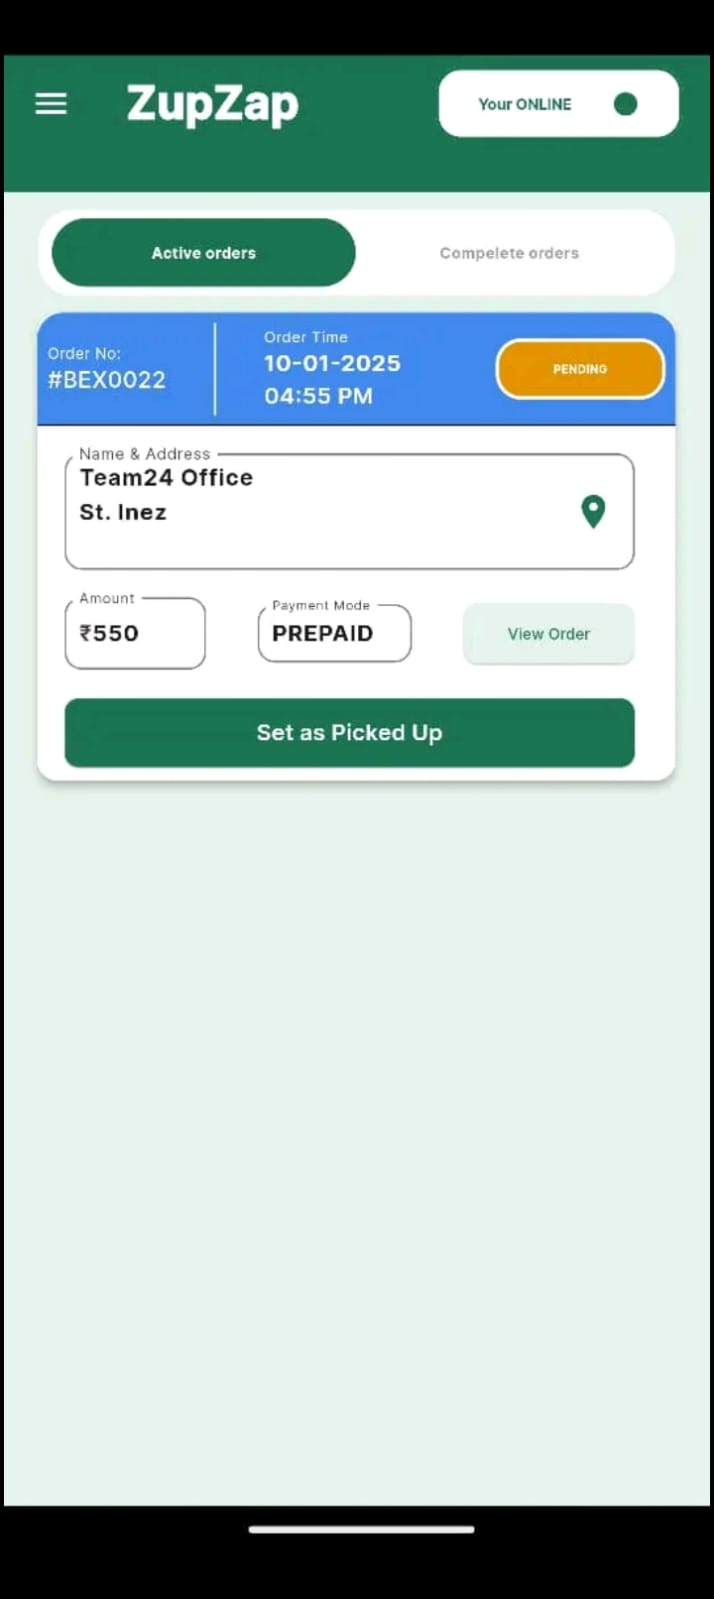 ZupZap
Your ONLINE
Active orders
Compelete orders
Order No:
#BEX0022
Order Time
10-01-2025
04:55 PM
PENDING
Name & Address
Team24 Office
St. Inez
Amount
₹550
Payment Mode
PREPAID
View Order
Set as Picked Up